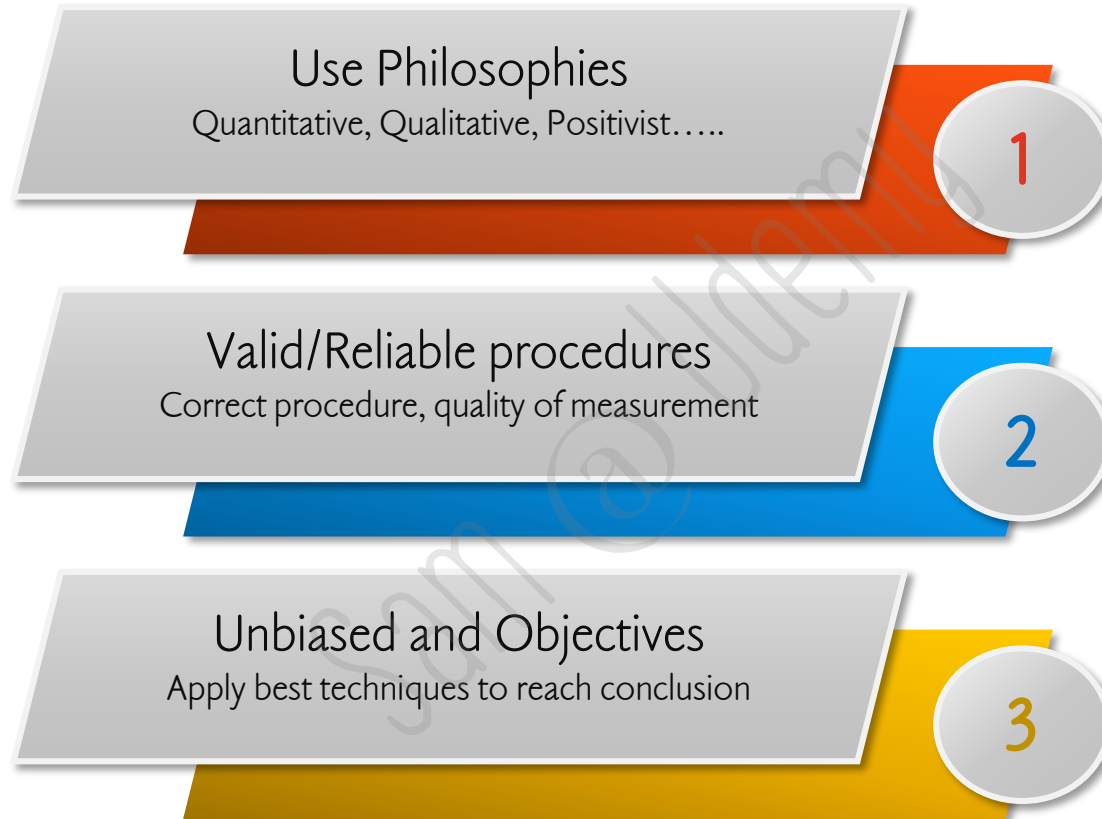 Use Philosophies
Quantitative, Qualitative, Positivist…..
1
Valid/Reliable procedures
Correct procedure, quality of measurement
2
Unbiased and Objectives
Apply best techniques to reach conclusion
3
Sam @ Udemy